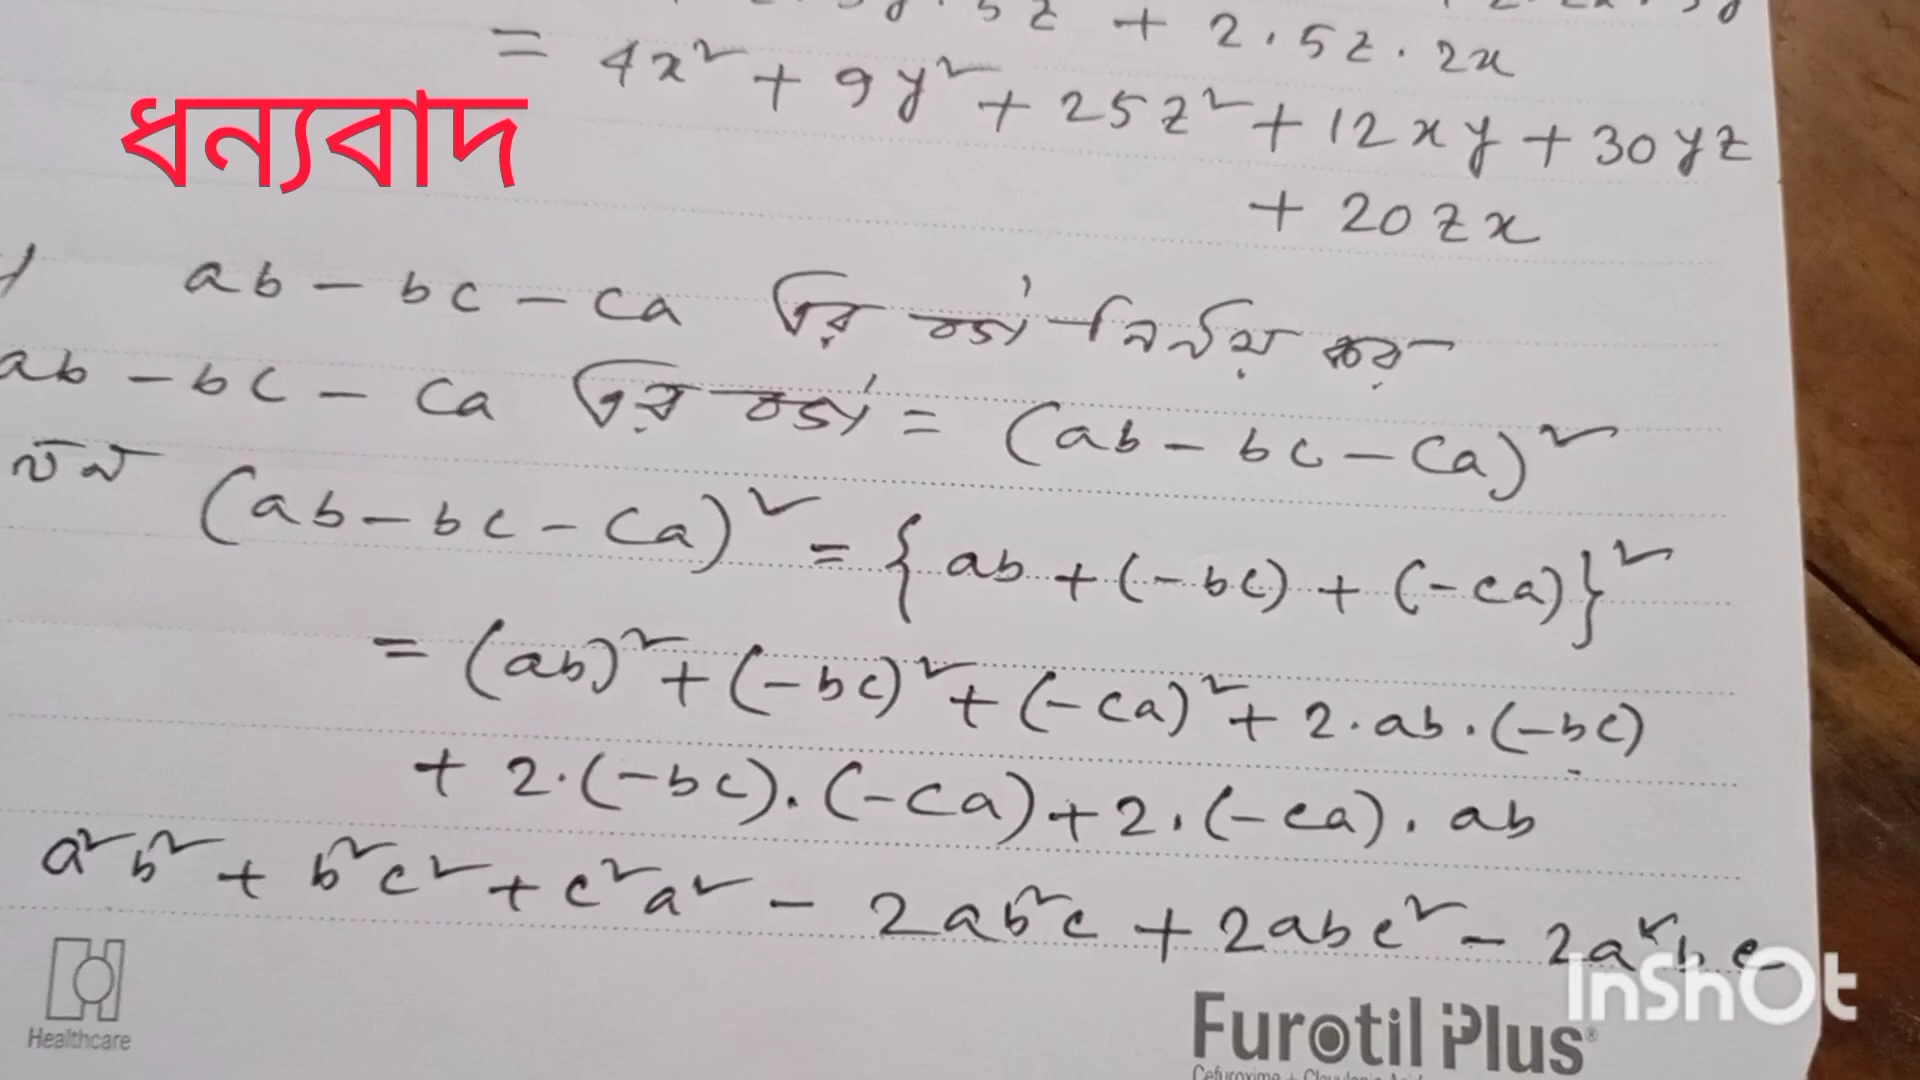 + 2.5z.2x
= 4x² + 9y² + 25z² + 12xy + 30yz
+ 20zx
ধন্যবাদ
ab - bc - ca এর বর্গ নির্ণয় কর
ab - bc - ca এর বর্গ = (ab - bc - ca)²
(ab - bc - ca)² = {ab + (-bc) + (-ca)}²
= (ab)² + (-bc)² + (-ca)² + 2.ab.(-bc)
+ 2.(-bc).(-ca) + 2.(-ca).ab
a²b² + b²c² + c²a² - 2ab²c + 2abc² - 2a²bc
InShOt
Healthcare
Furotil Plus®